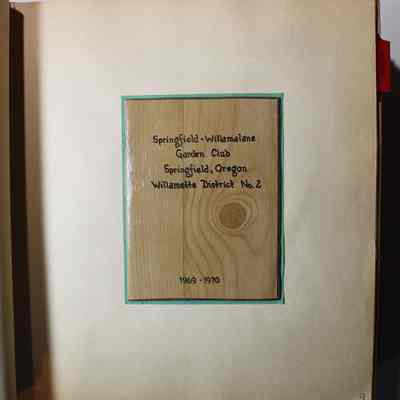 Springfield - Willamalane
Garden Club
Springfield, Oregon
Willamette District No. 2
1969 - 1970